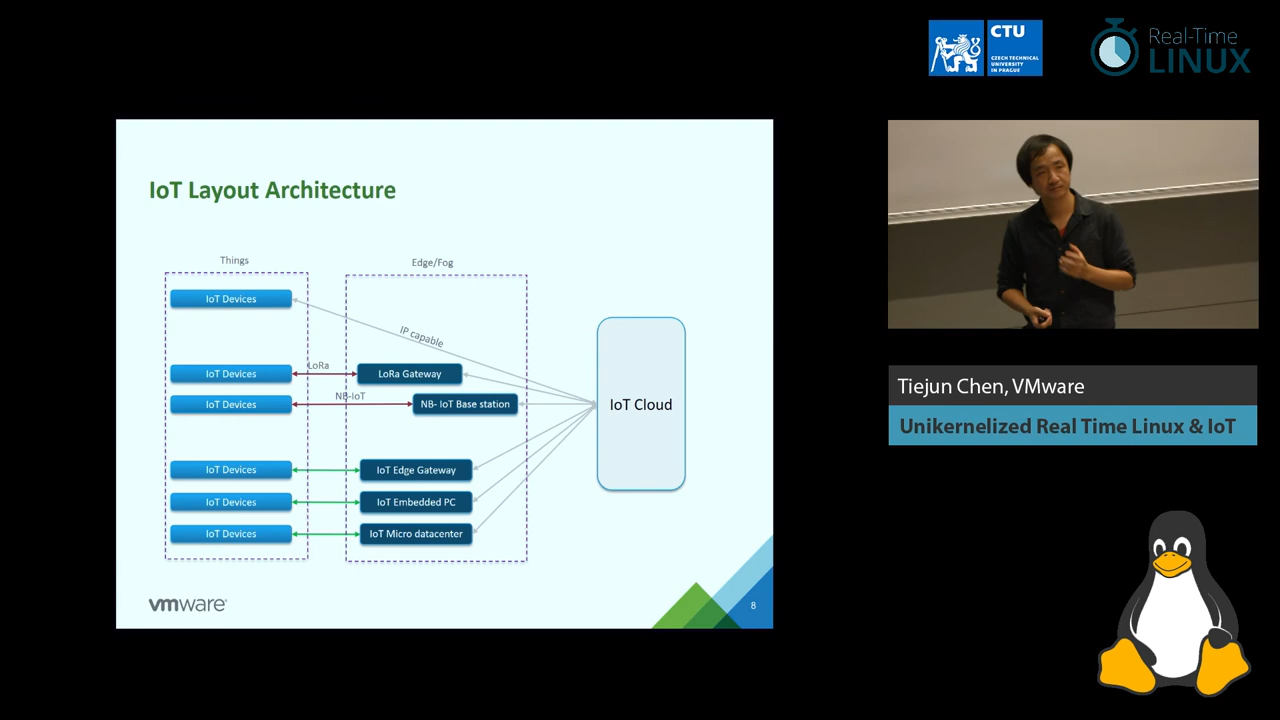 CTU
CZECH TECHNICAL
UNIVERSITY
IN PRAGUE
Real-Time
LINUX
IoT Layout Architecture
Things
Edge/Fog
IoT Devices
IP capable
IoT Devices
LoRa
LoRa Gateway
IoT Devices
NB-IoT
NB- IoT Base station
IoT Cloud
IoT Devices
IoT Edge Gateway
IoT Devices
IoT Embedded PC
IoT Devices
IoT Micro datacenter
vmware
8
Tiejun Chen, VMware
Unikernelized Real Time Linux & IoT